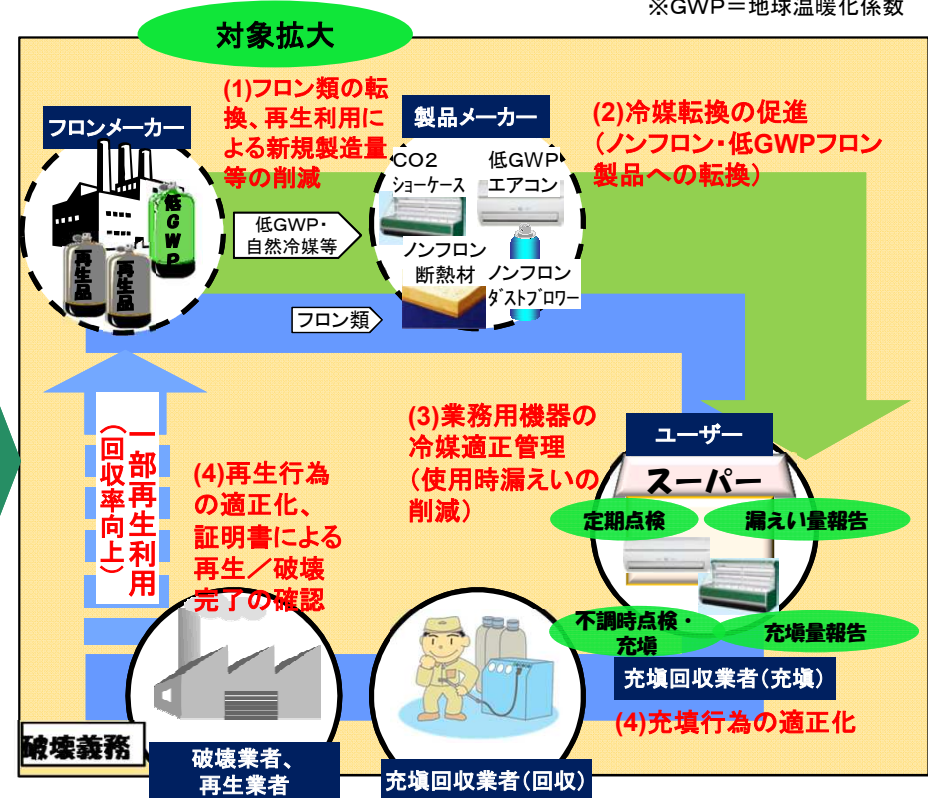 ※GWP＝地球温暖化係数
対象拡大
(1)フロン類の転
換、再生利用に
よる新規製造量
等の削減
フロンメーカー
製品メーカー
(2)冷媒転換の促進
（ノンフロン・低GWPフロン
製品への転換）
低GWP
再生品
再生品
低GWP・
自然冷媒等
CO2
ショーケース
低GWP
エアコン
ノンフロン
断熱材
ノンフロン
ダストブロワー
フロン類
(3)業務用機器の
冷媒適正管理
（使用時漏えいの
削減）
ユーザー
スーパー
定期点検
漏えい量報告
不調時点検・
充塡
充塡量報告
充塡回収業者（充塡）
(4)充填行為の適正化
一部再生利用
（回収率向上）
(4)再生行為
の適正化、
証明書による
再生／破壊
完了の確認
破壊義務
破壊業者、
再生業者
充塡回収業者（回収）